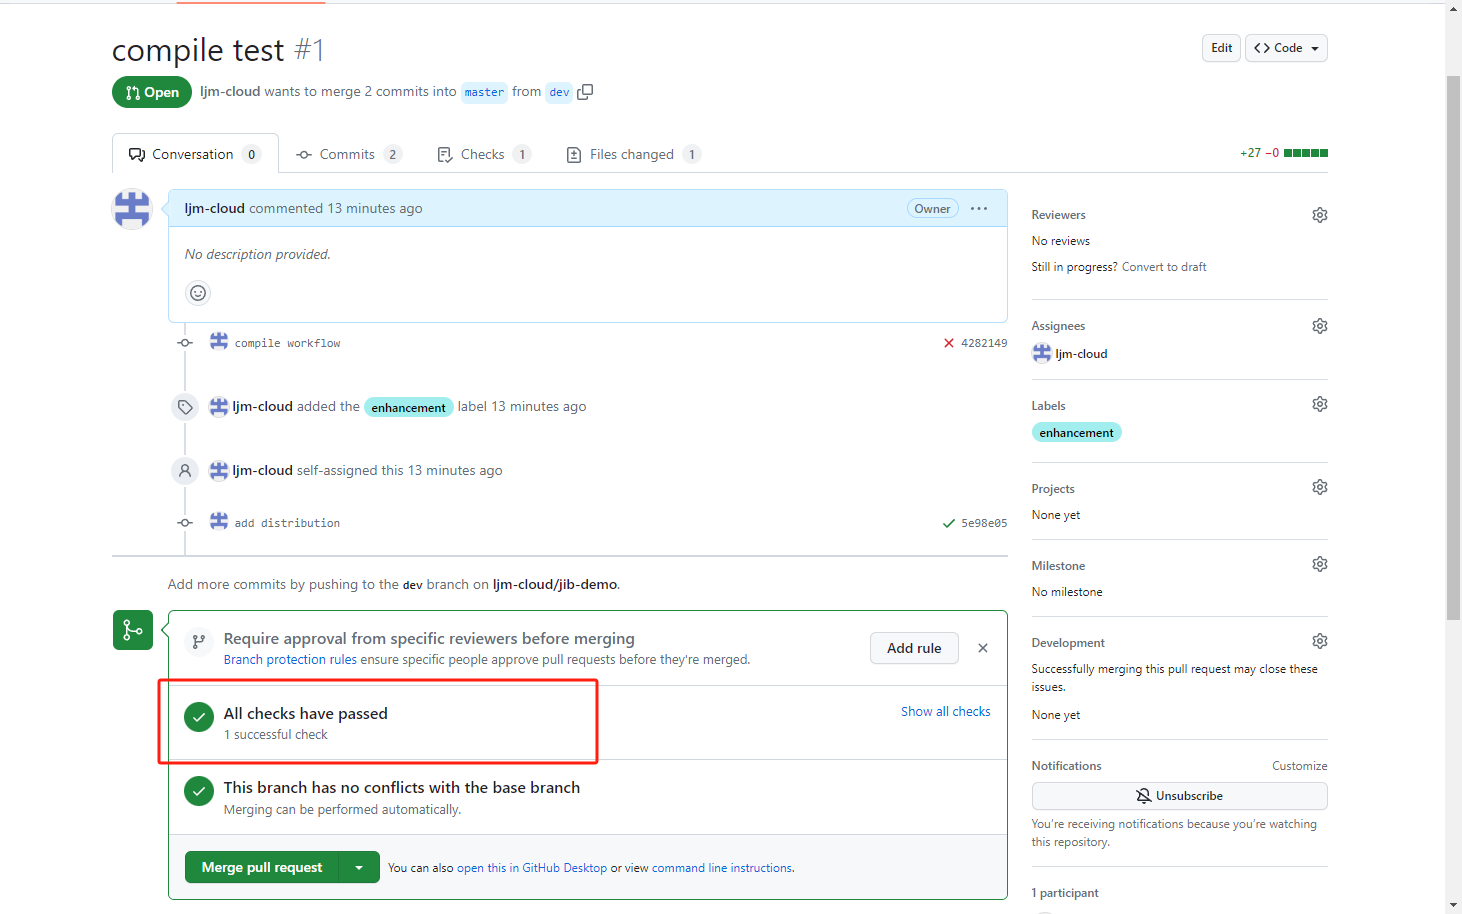 compile test #1
Edit
Code
Open
ljm-cloud wants to merge 2 commits into master from dev
Conversation 0
Commits 2
Checks 1
Files changed 1
+27 −0
ljm-cloud commented 13 minutes ago
Owner
No description provided.
compile workflow
4282149
ljm-cloud added the enhancement label 13 minutes ago
ljm-cloud self-assigned this 13 minutes ago
add distribution
5e98e05
Add more commits by pushing to the dev branch on ljm-cloud/jib-demo.
Require approval from specific reviewers before merging
Branch protection rules ensure specific people approve pull requests before they're merged.
Add rule
All checks have passed
1 successful check
Show all checks
This branch has no conflicts with the base branch
Merging can be performed automatically.
Merge pull request
You can also open this in GitHub Desktop or view command line instructions.
Reviewers
No reviews
Still in progress? Convert to draft
Assignees
ljm-cloud
Labels
enhancement
Projects
None yet
Milestone
No milestone
Development
Successfully merging this pull request may close these
issues.
None yet
Notifications
Customize
Unsubscribe
You're receiving notifications because you're watching
this repository.
1 participant